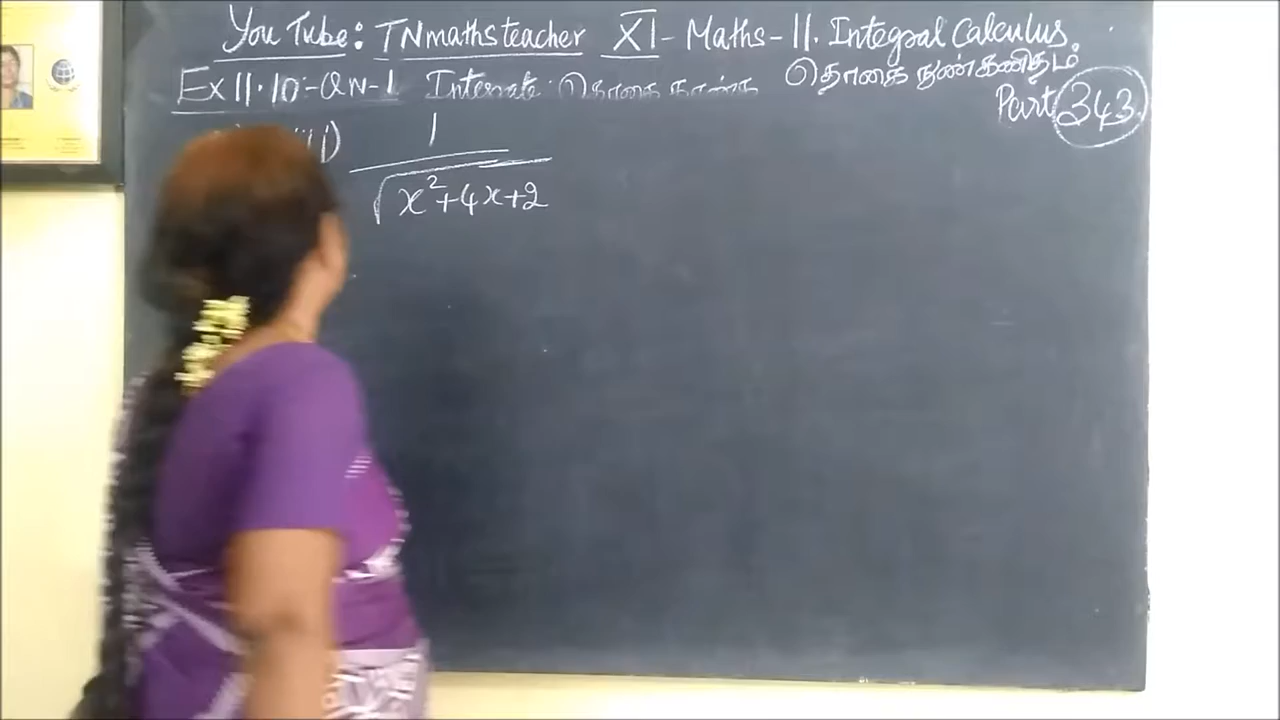 You Tube: TNmathsteacher XI - Maths - 11. Integral Calculus.
தொகை நுண்கணிதம்
Ex 11.10 - QN-1 Integrate தொகை காண்க
Part 343
iii) 1
√x²+4x+2